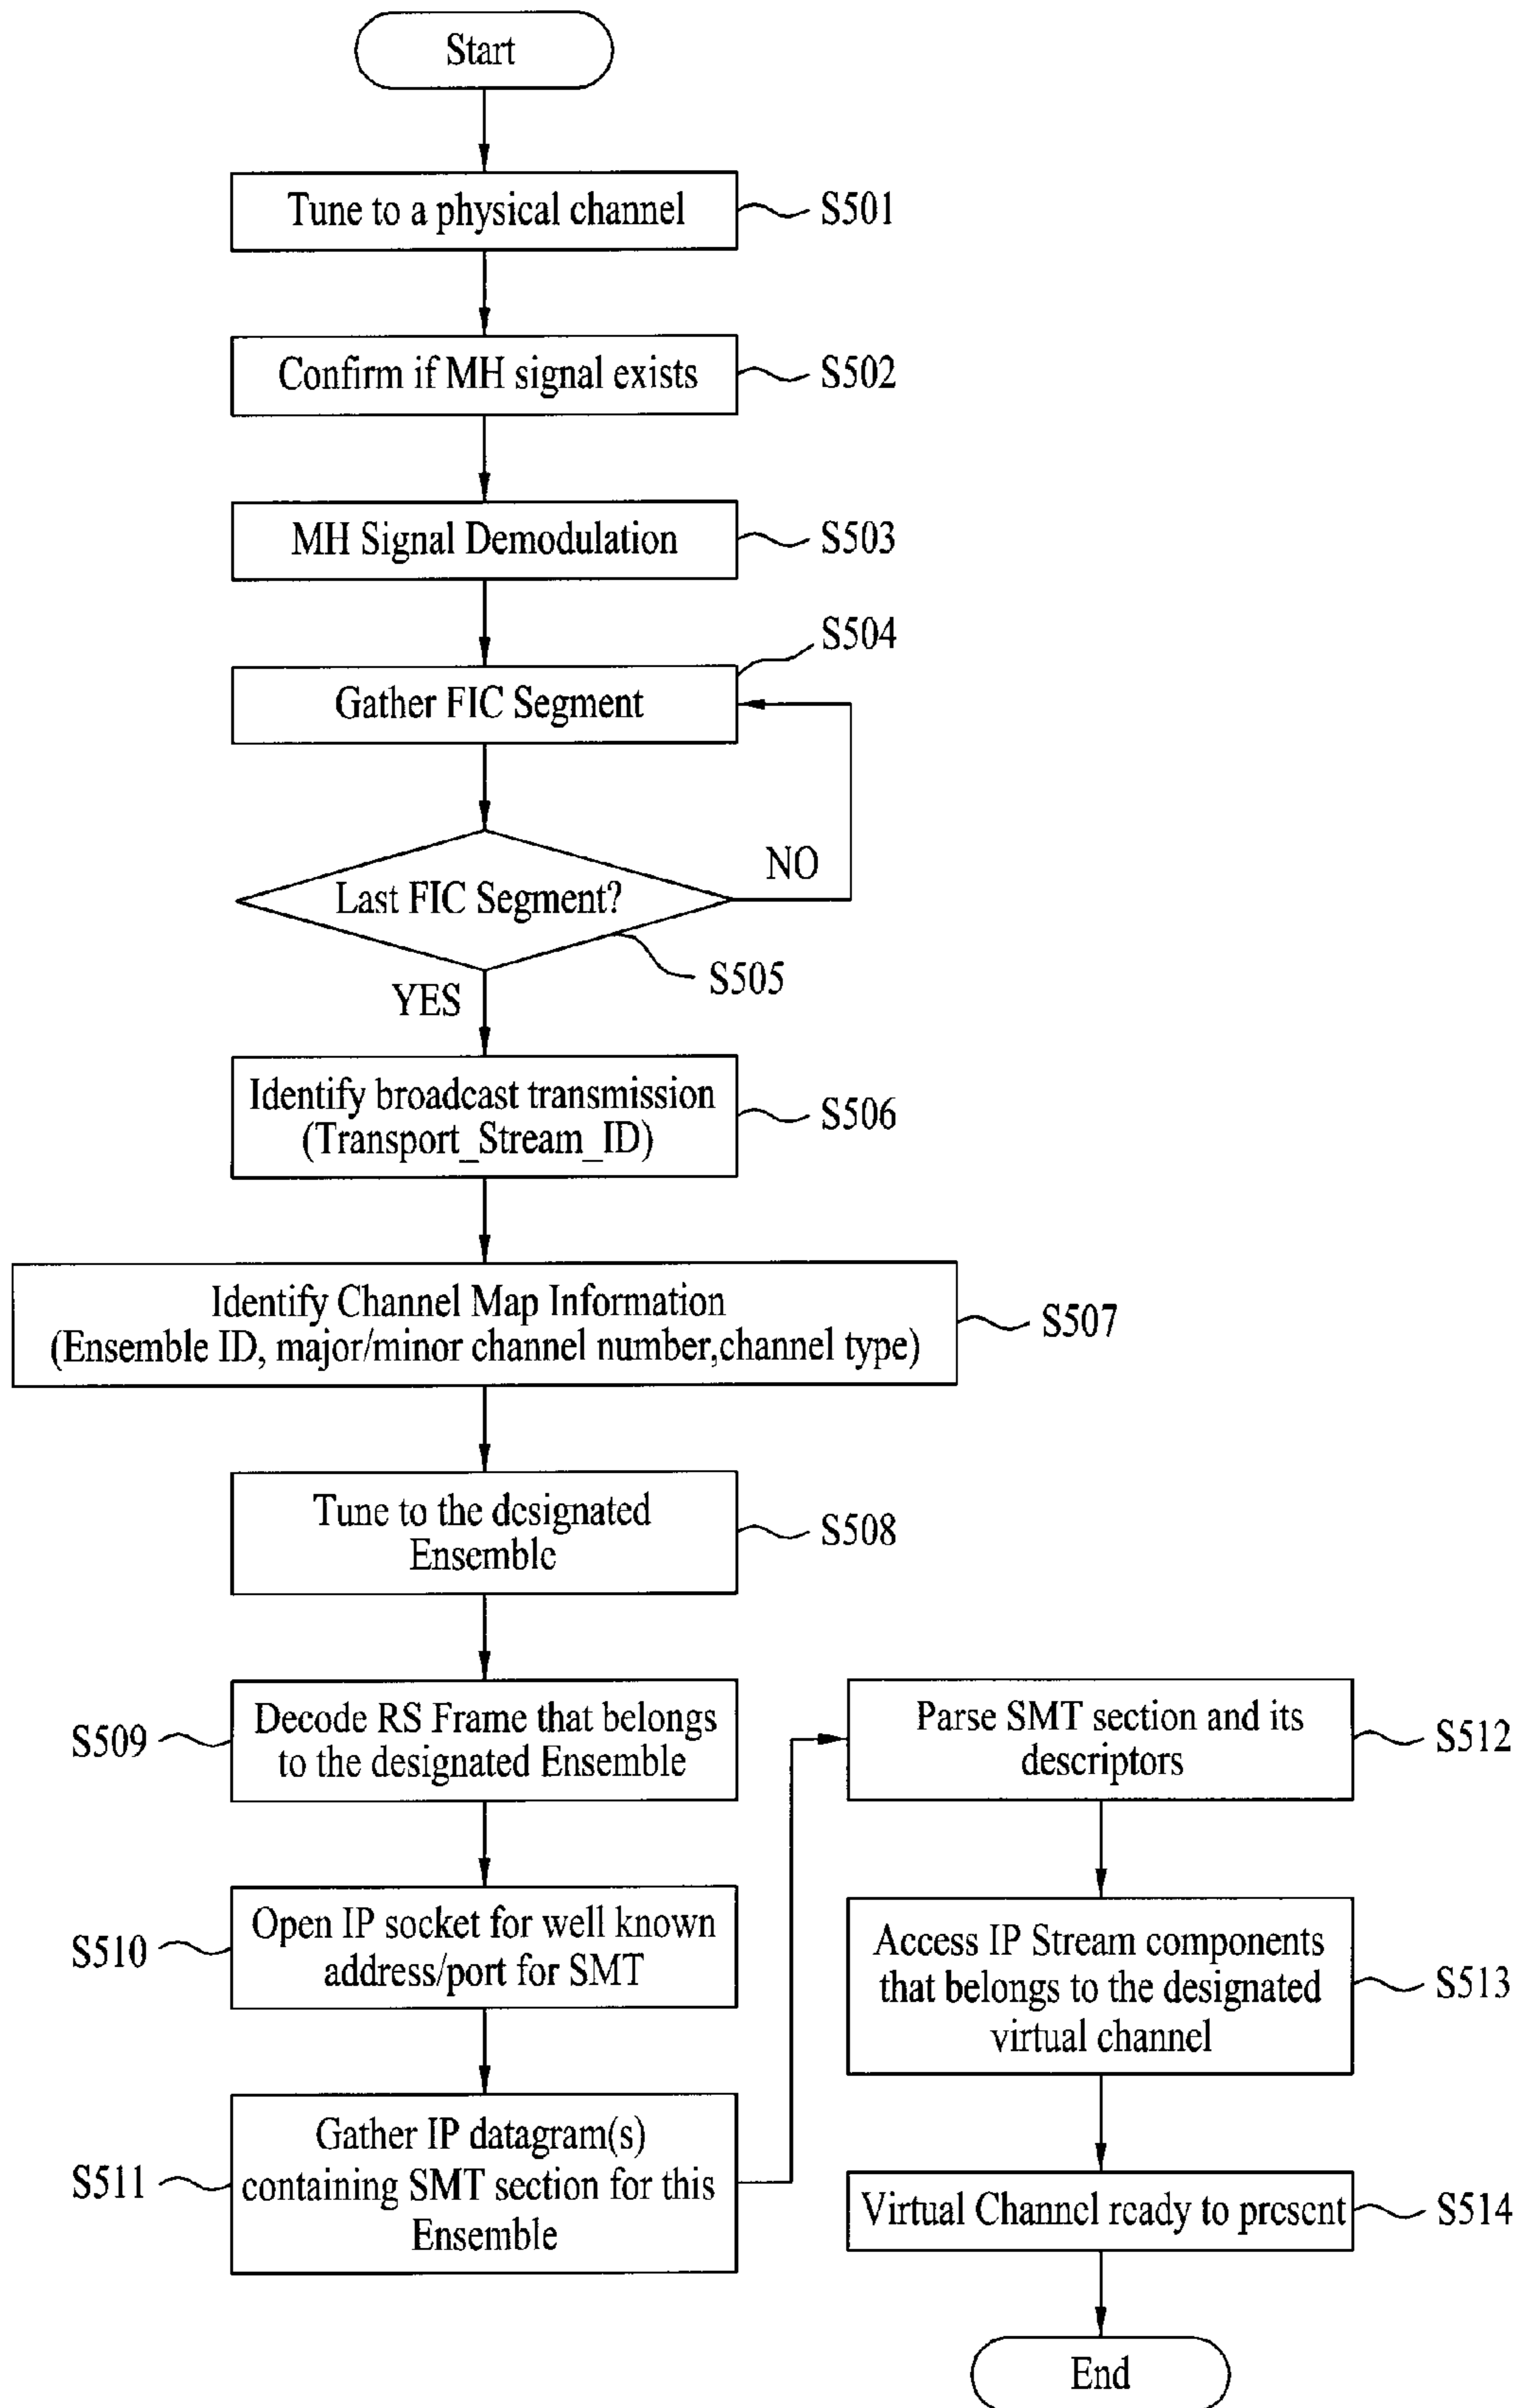 Start
Tune to a physical channel
S501
Confirm if MH signal exists
S502
MH Signal Demodulation
S503
S504
Gather FIC Segment
NO
Last FIC Segment?
S505
YES
Identify broadcast transmission
(Transport_Stream_ID)
S506
Identify Channel Map Information
(Ensemble ID, major/minor channel number,channel type)
S507
Tune to the designated
Ensemble
S508
S509
Decode RS Frame that belongs
to the designated Ensemble
S510
Open IP socket for well known
address/port for SMT
S511
Gather IP datagram(s)
containing SMT section for this
Ensemble
Parse SMT section and its
descriptors
S512
Access IP Stream components
that belongs to the designated
virtual channel
S513
Virtual Channel ready to present
S514
End